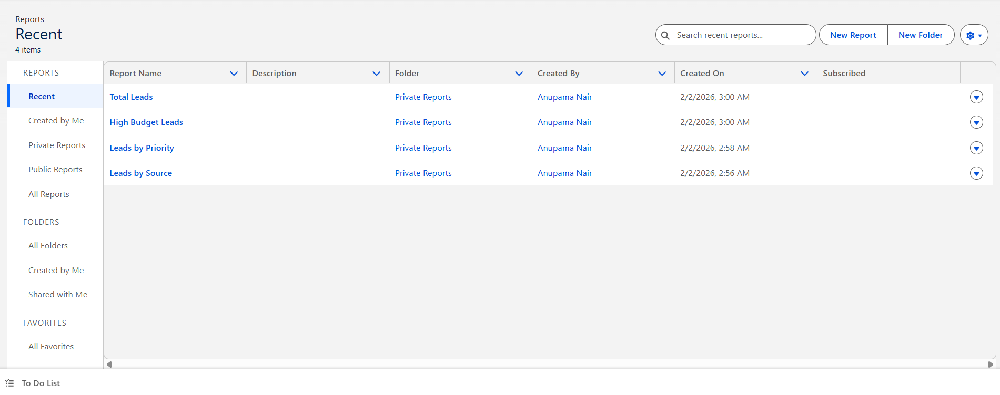 Reports
Recent
4 items
Search recent reports...
New Report
New Folder
REPORTS
Recent
Created by Me
Private Reports
Public Reports
All Reports
FOLDERS
All Folders
Created by Me
Shared with Me
FAVORITES
All Favorites
Report Name Description Folder Created By Created On Subscribed
Total Leads Private Reports Anupama Nair 2/2/2026, 3:00 AM
High Budget Leads Private Reports Anupama Nair 2/2/2026, 3:00 AM
Leads by Priority Private Reports Anupama Nair 2/2/2026, 2:58 AM
Leads by Source Private Reports Anupama Nair 2/2/2026, 2:56 AM
To Do List